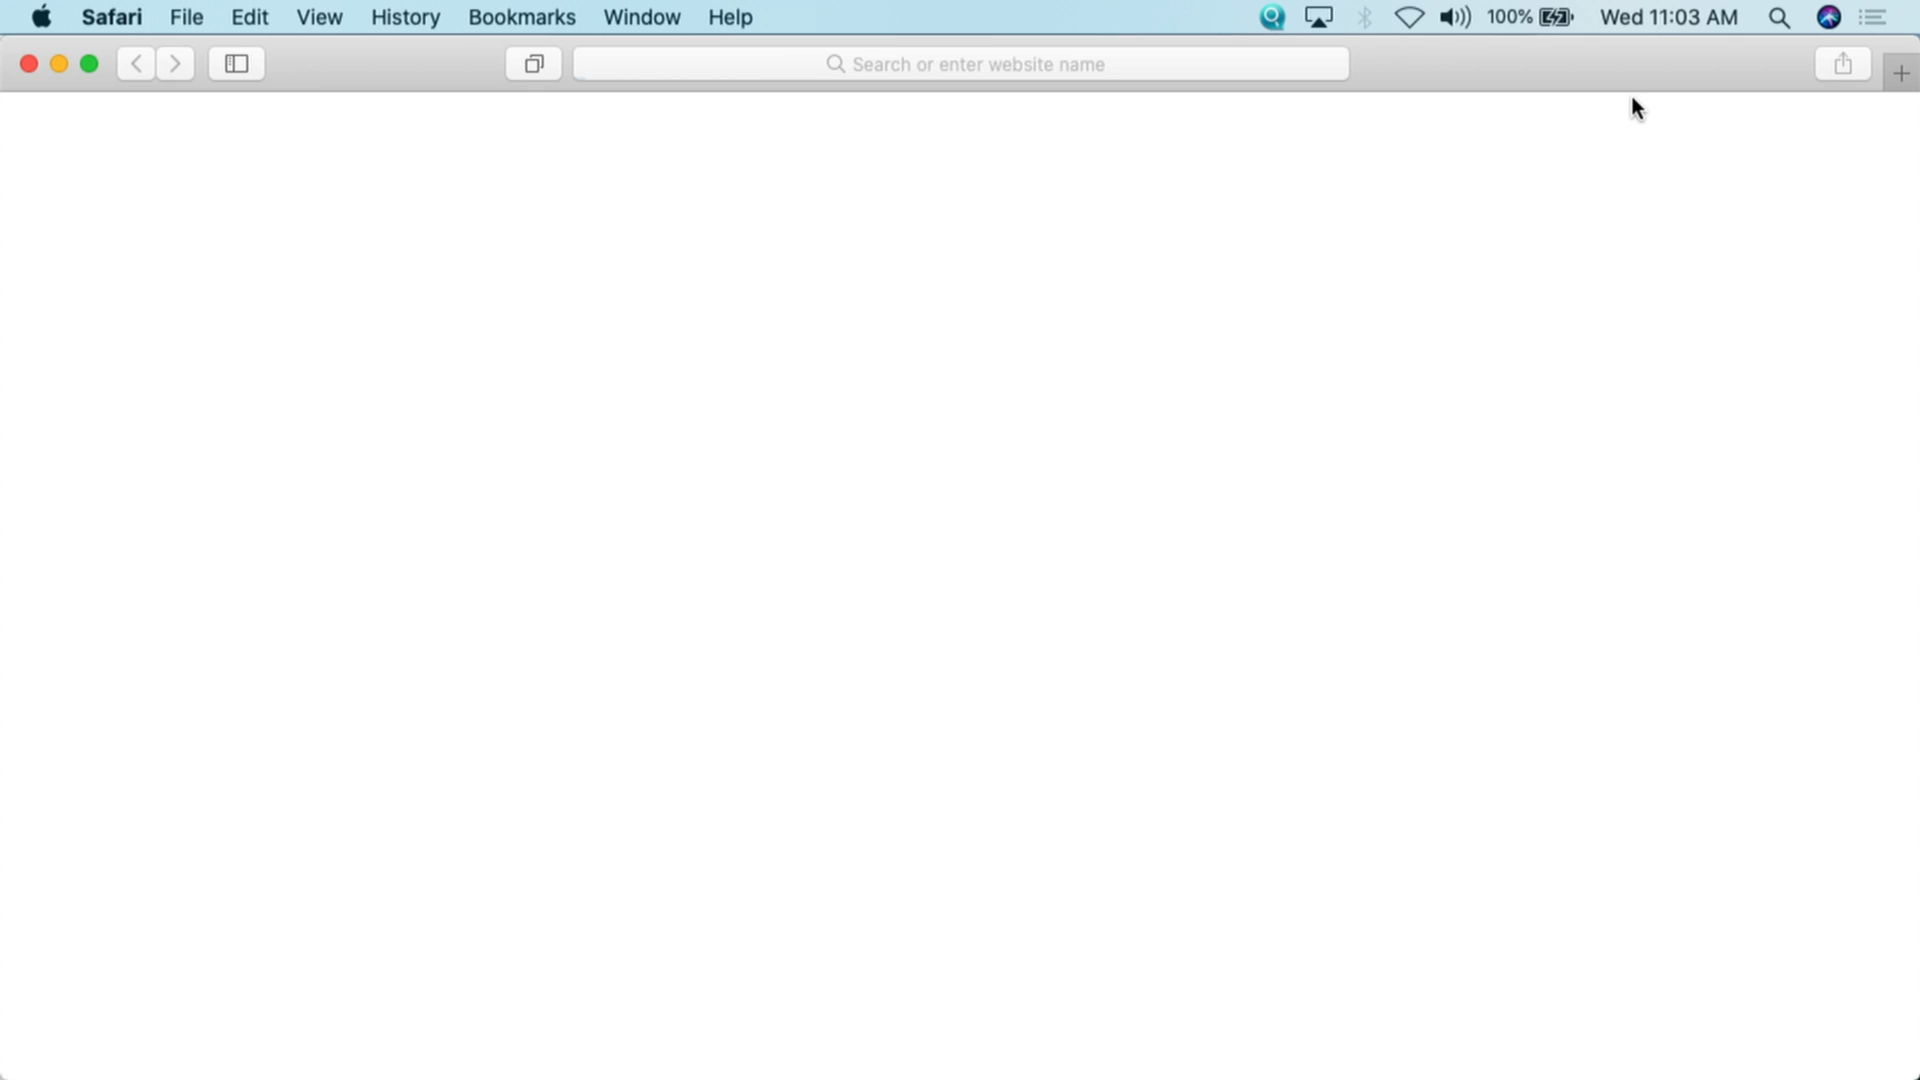 Safari File Edit View History Bookmarks Window Help 100% Wed 11:03 AM
Search or enter website name